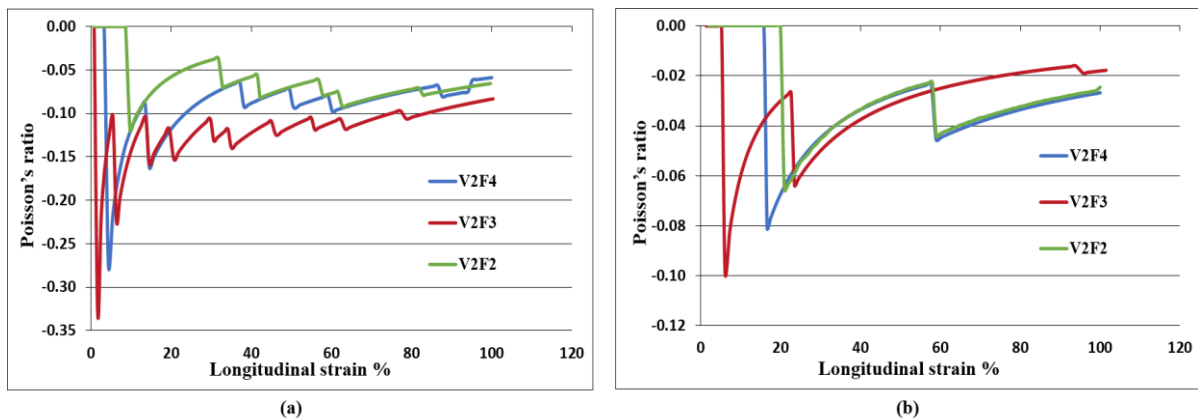 0.00
-0.05
-0.10
-0.15
-0.20
-0.25
-0.30
-0.35
Poisson's ratio
V2F4
V2F3
V2F2
0 20 40 60 80 100 120
Longitudinal strain %
(a)
0.00
-0.02
-0.04
-0.06
-0.08
-0.10
-0.12
Poisson's ratio
V2F4
V2F3
V2F2
0 20 40 60 80 100 120
Longitudinal strain %
(b)